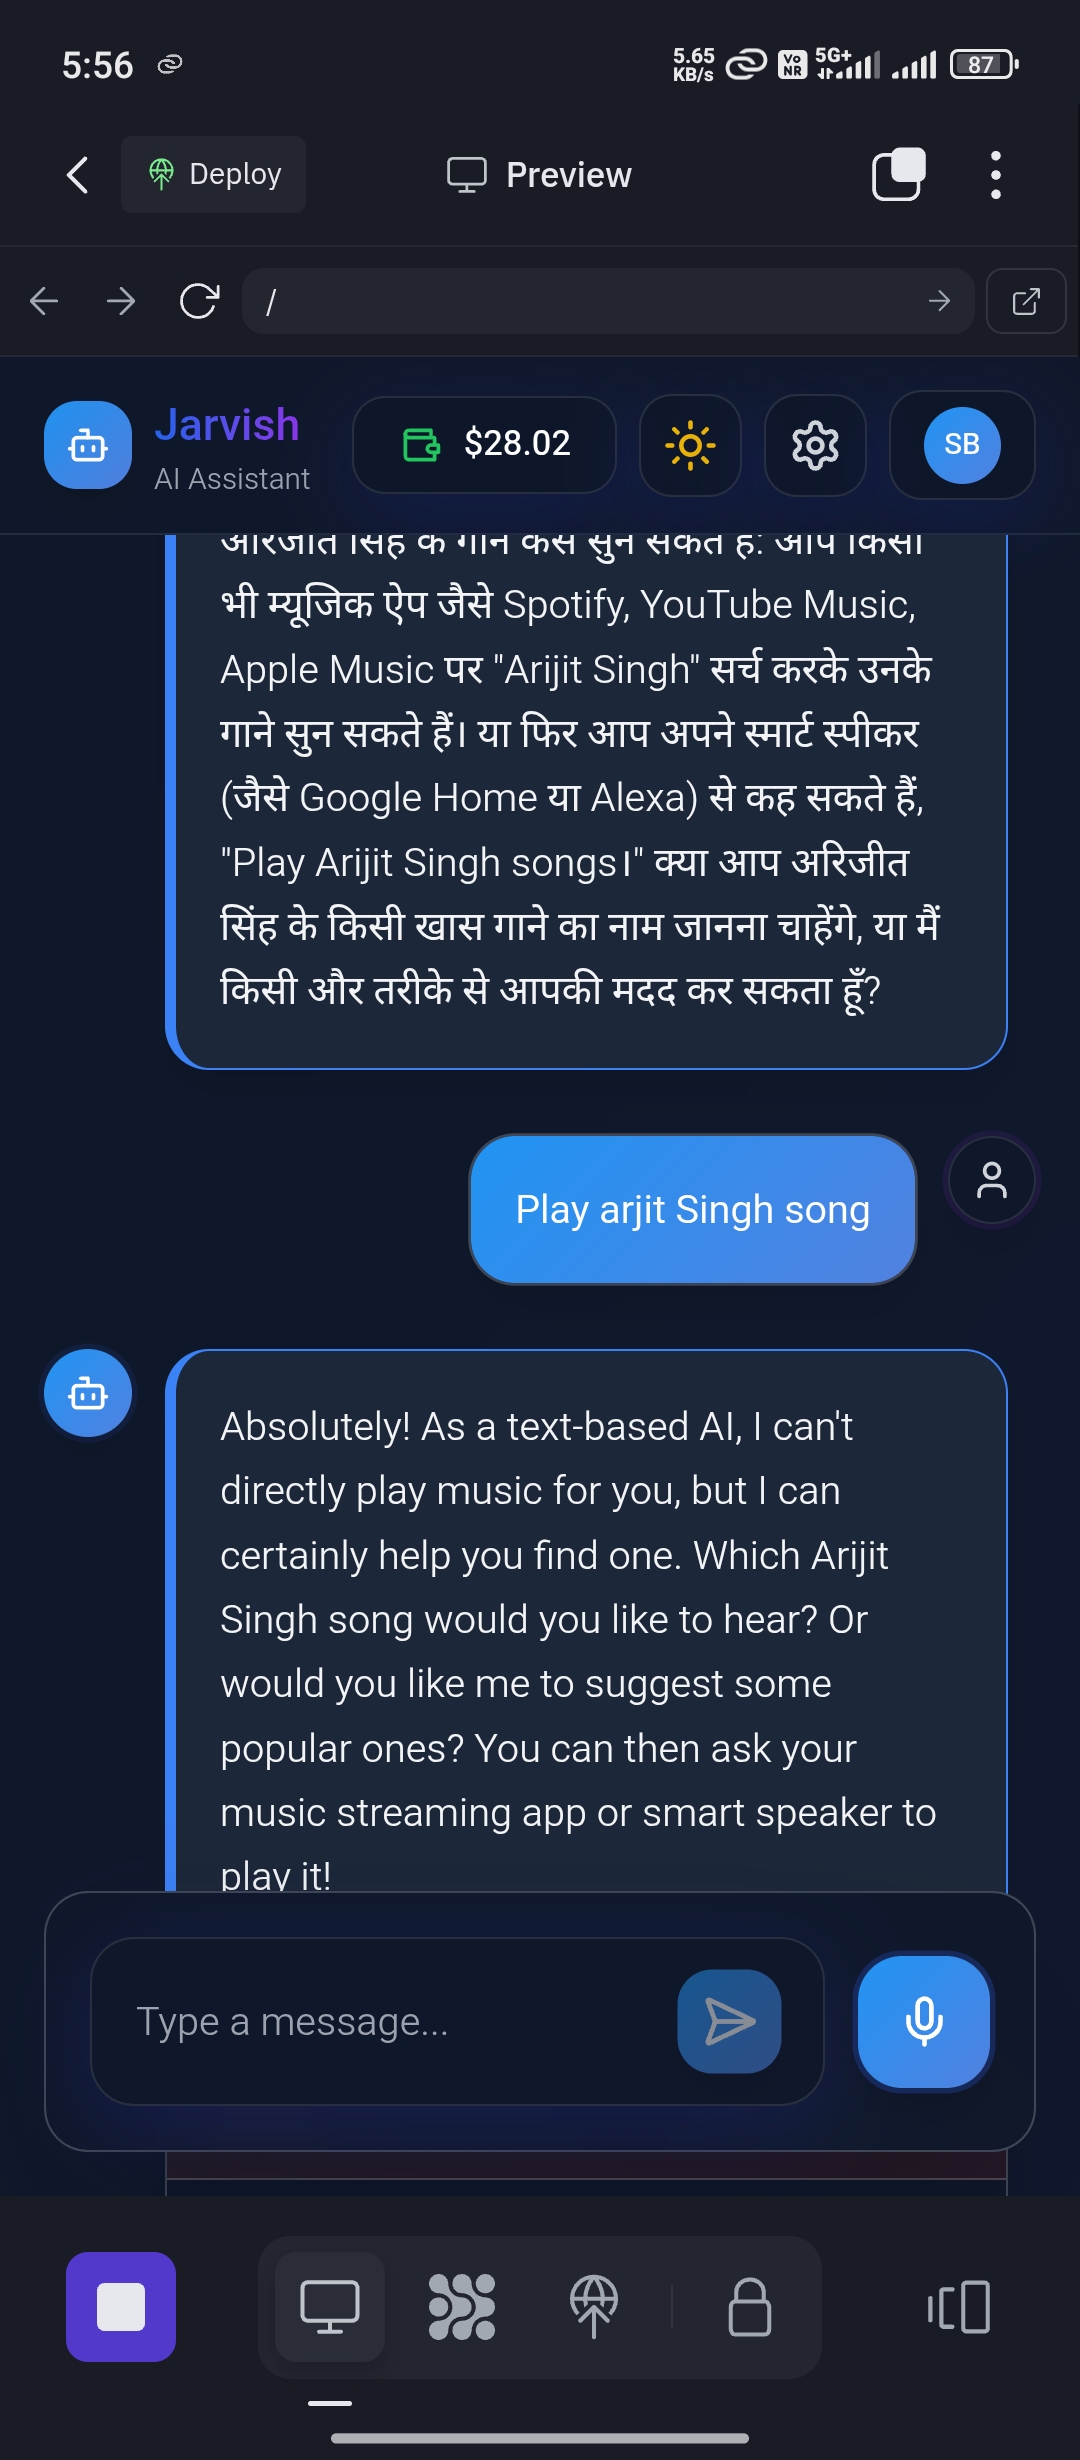 5:56
5.65
KB/s
Vo
NR
5G+
87
Deploy
Preview
/
Jarvish
AI Assistant
$28.02
SB
अरिजीत सिंह के गाने कैसे सुन सकते हैं: आप किसी
भी म्यूजिक ऐप जैसे Spotify, YouTube Music,
Apple Music पर "Arijit Singh" सर्च करके उनके
गाने सुन सकते हैं। या फिर आप अपने स्मार्ट स्पीकर
(जैसे Google Home या Alexa) से कह सकते हैं,
"Play Arijit Singh songs।" क्या आप अरिजीत
सिंह के किसी खास गाने का नाम जानना चाहेंगे, या मैं
किसी और तरीके से आपकी मदद कर सकता हूँ?
Play arjit Singh song
Absolutely! As a text-based AI, I can't
directly play music for you, but I can
certainly help you find one. Which Arijit
Singh song would you like to hear? Or
would you like me to suggest some
popular ones? You can then ask your
music streaming app or smart speaker to
play it!
Type a message...